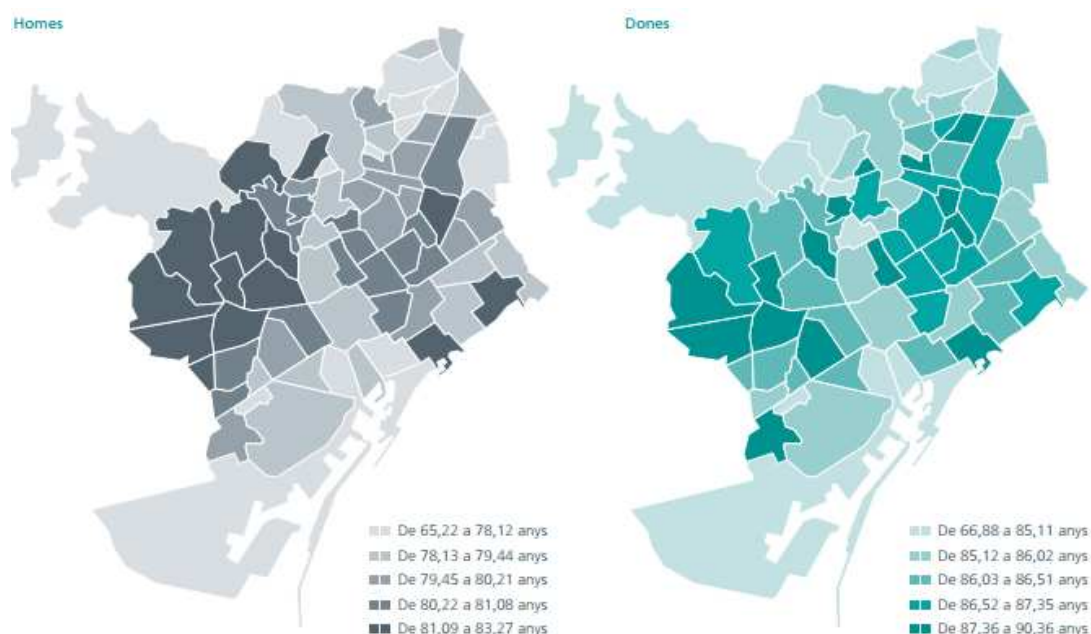 Homes
Dones
De 65,22 a 78,12 anys
De 78,13 a 79,44 anys
De 79,45 a 80,21 anys
De 80,22 a 81,08 anys
De 81,09 a 83,27 anys
De 66,88 a 85,11 anys
De 85,12 a 86,02 anys
De 86,03 a 86,51 anys
De 86,52 a 87,35 anys
De 87,36 a 90,36 anys